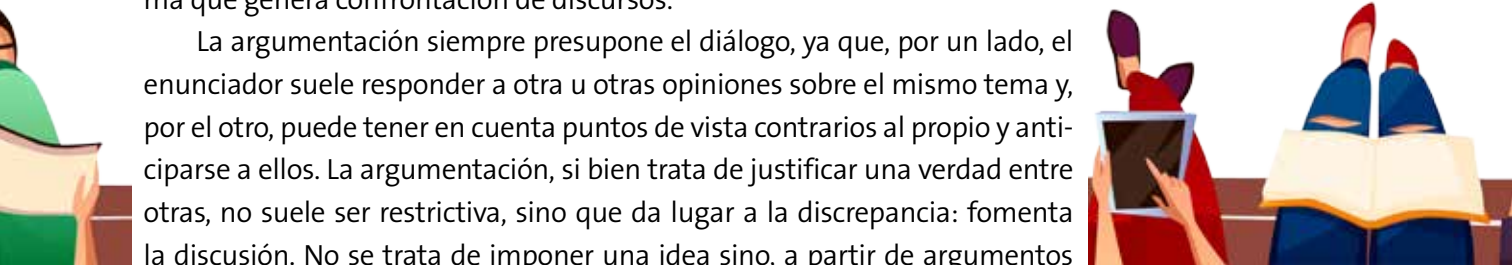 ma que genera confrontación de discursos.
La argumentación siempre presupone el diálogo, ya que, por un lado, el
enunciador suele responder a otra u otras opiniones sobre el mismo tema y,
por el otro, puede tener en cuenta puntos de vista contrarios al propio y anti-
ciparse a ellos. La argumentación, si bien trata de justificar una verdad entre
otras, no suele ser restrictiva, sino que da lugar a la discrepancia: fomenta
la discusión. No se trata de imponer una idea sino, a partir de argumentos